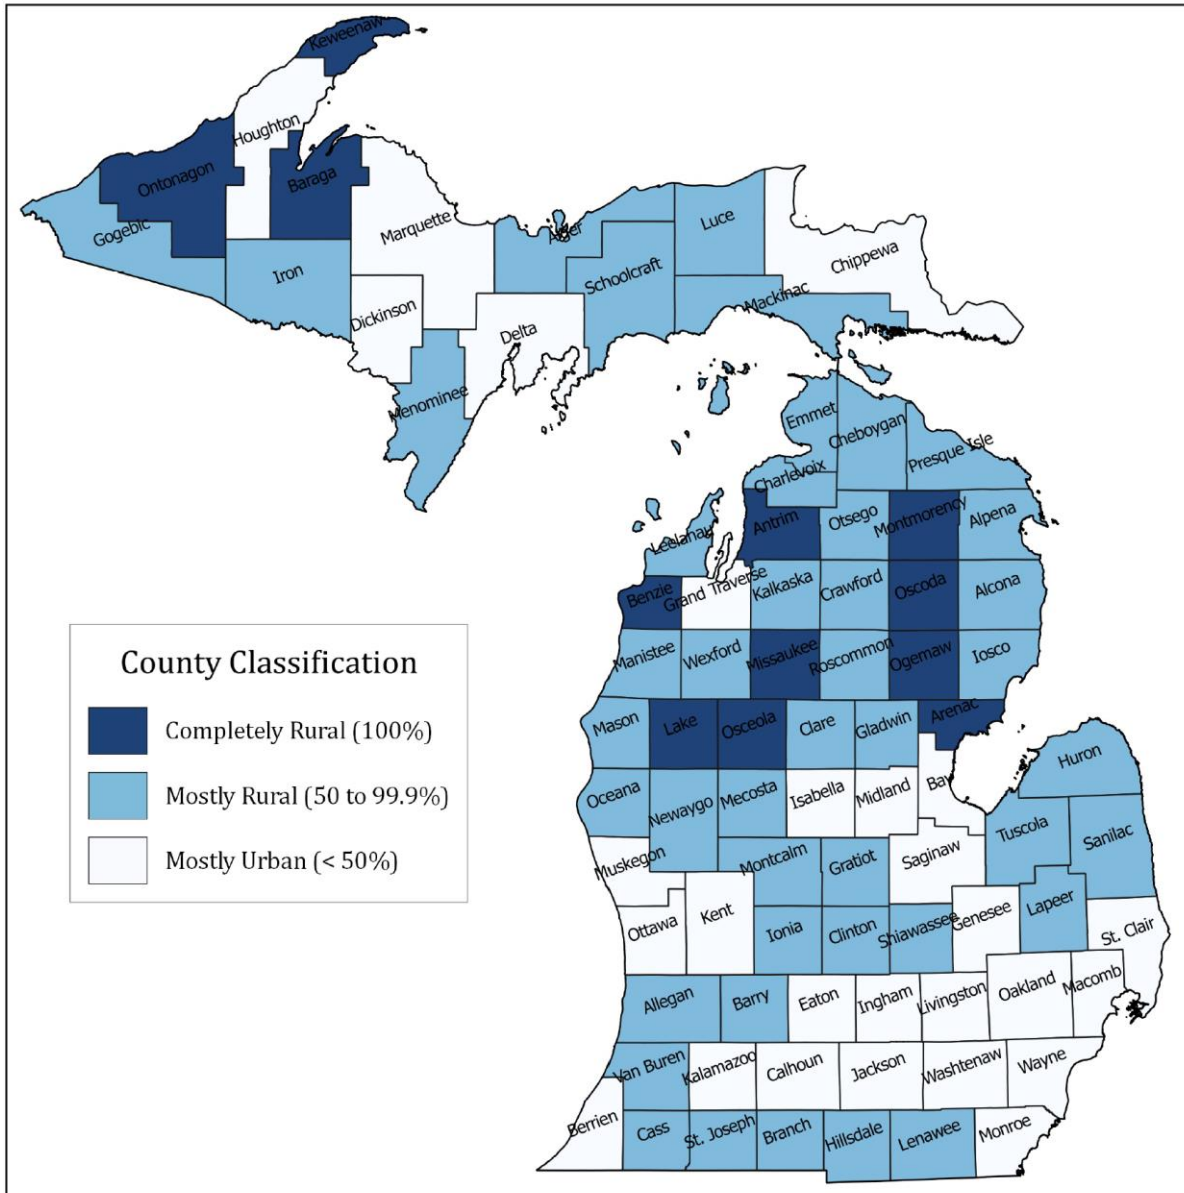 Keweenaw
Houghton
Ontonagon
Baraga
Gogebic
Iron
Marquette
Dickinson
Menominee
Delta
Alger
Schoolcraft
Luce
Mackinac
Chippewa
Emmet
Cheboygan
Presque Isle
Charlevoix
Leelanau
Antrim
Otsego
Montmorency
Alpena
Benzie
Grand Traverse
Kalkaska
Crawford
Oscoda
Alcona
Manistee
Wexford
Missaukee
Roscommon
Ogemaw
Iosco
County Classification
Completely Rural (100%)
Mostly Rural (50 to 99.9%)
Mostly Urban (< 50%)
Mason
Lake
Osceola
Clare
Gladwin
Arenac
Oceana
Newaygo
Mecosta
Isabella
Midland
Bay
Huron
Muskegon
Montcalm
Gratiot
Saginaw
Tuscola
Sanilac
Ottawa
Kent
Ionia
Clinton
Shiawassee
Genesee
Lapeer
St. Clair
Allegan
Barry
Eaton
Ingham
Livingston
Oakland
Macomb
Van Buren
Kalamazoo
Calhoun
Jackson
Washtenaw
Wayne
Berrien
Cass
St. Joseph
Branch
Hillsdale
Lenawee
Monroe